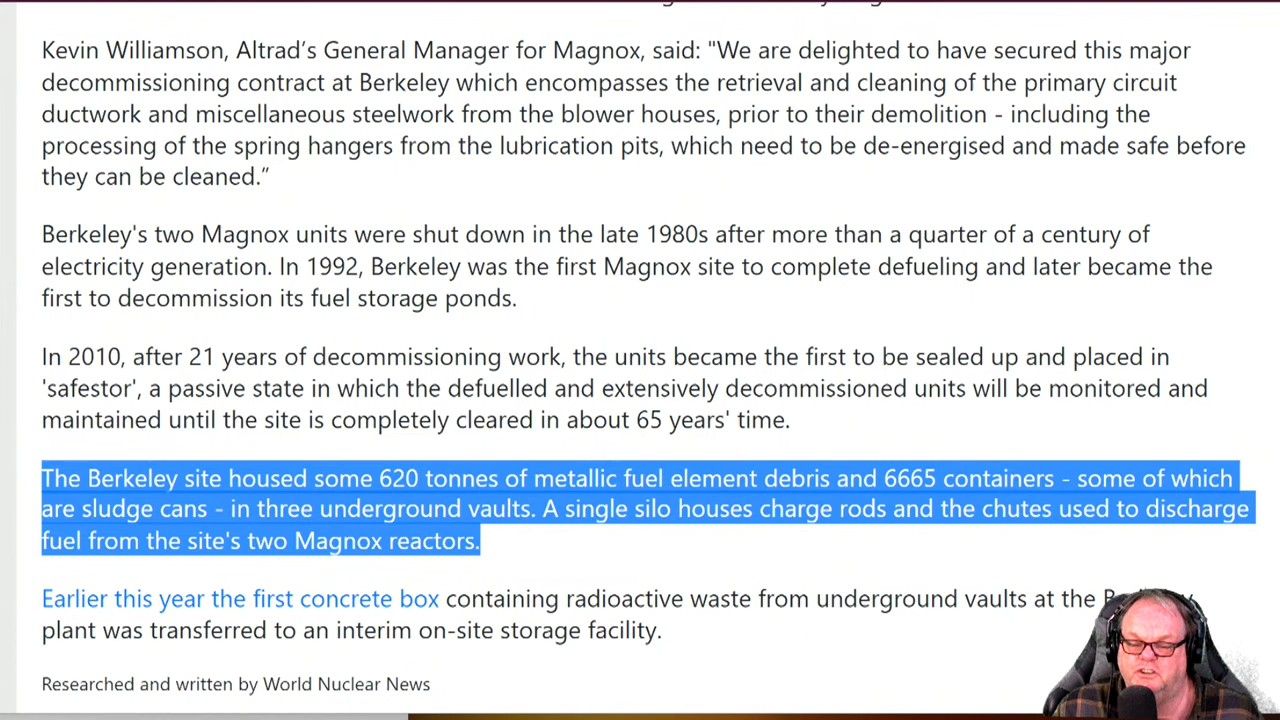 Kevin Williamson, Altrad’s General Manager for Magnox, said: "We are delighted to have secured this major
decommissioning contract at Berkeley which encompasses the retrieval and cleaning of the primary circuit
ductwork and miscellaneous steelwork from the blower houses, prior to their demolition - including the
processing of the spring hangers from the lubrication pits, which need to be de-energised and made safe before
they can be cleaned.”
Berkeley's two Magnox units were shut down in the late 1980s after more than a quarter of a century of
electricity generation. In 1992, Berkeley was the first Magnox site to complete defueling and later became the
first to decommission its fuel storage ponds.
In 2010, after 21 years of decommissioning work, the units became the first to be sealed up and placed in
'safestor', a passive state in which the defuelled and extensively decommissioned units will be monitored and
maintained until the site is completely cleared in about 65 years' time.
The Berkeley site housed some 620 tonnes of metallic fuel element debris and 6665 containers - some of which
are sludge cans - in three underground vaults. A single silo houses charge rods and the chutes used to discharge
fuel from the site's two Magnox reactors.
Earlier this year the first concrete box containing radioactive waste from underground vaults at the
plant was transferred to an interim on-site storage facility.
Researched and written by World Nuclear News